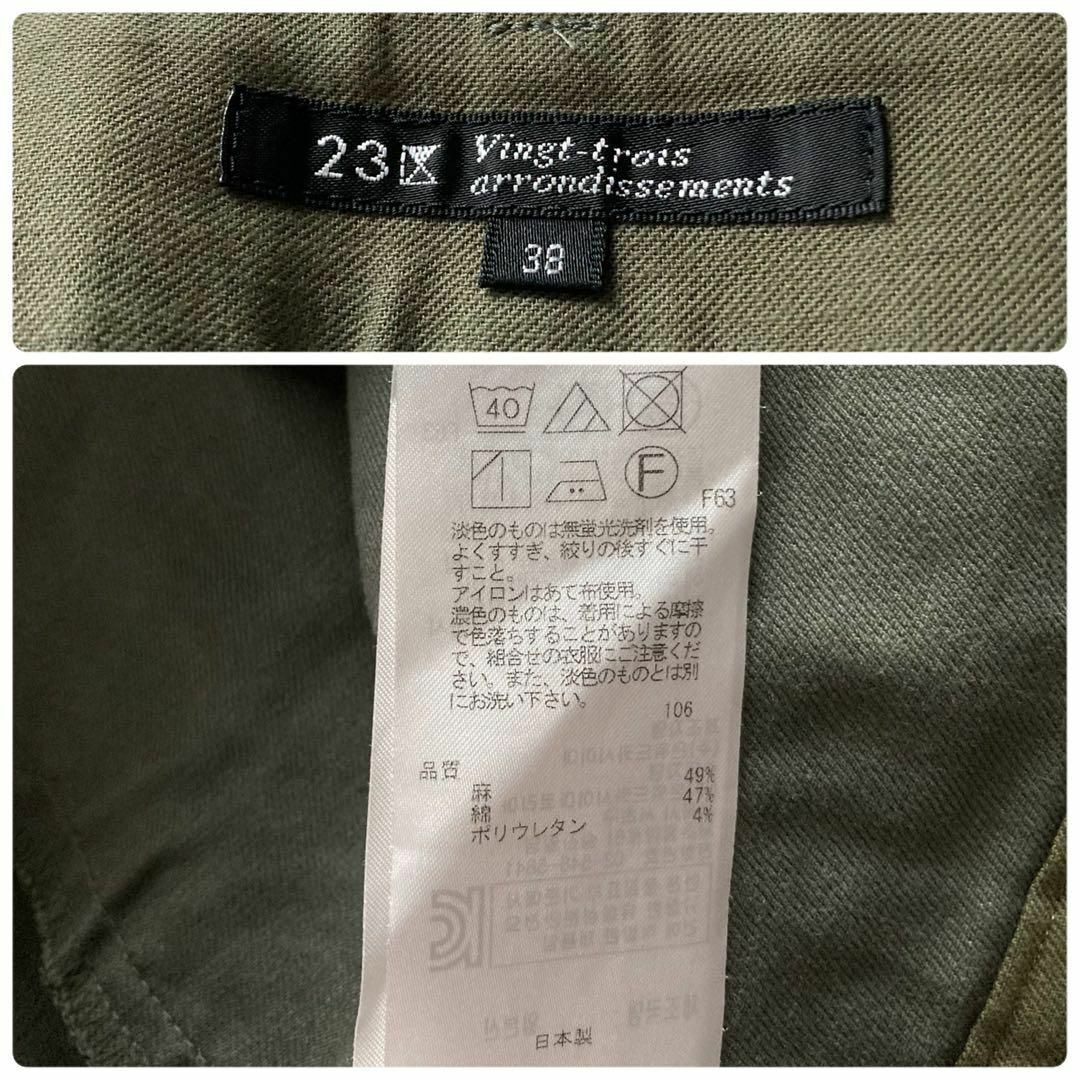 23区
Vingt-trois
arrondissements
38
40
F
F63
淡色のものは無蛍光洗剤を使用。
よくすすぎ、絞りの後すぐに干
すこと。
アイロンはあて布使用。
濃色のものは、着用による摩擦
で色落ちすることがありますの
で、組合せの衣服にご注意くだ
さい。また、淡色のものとは別
にお洗い下さい。
106
品質
麻 49%
綿 47%
ポリウレタン 4%
日本製